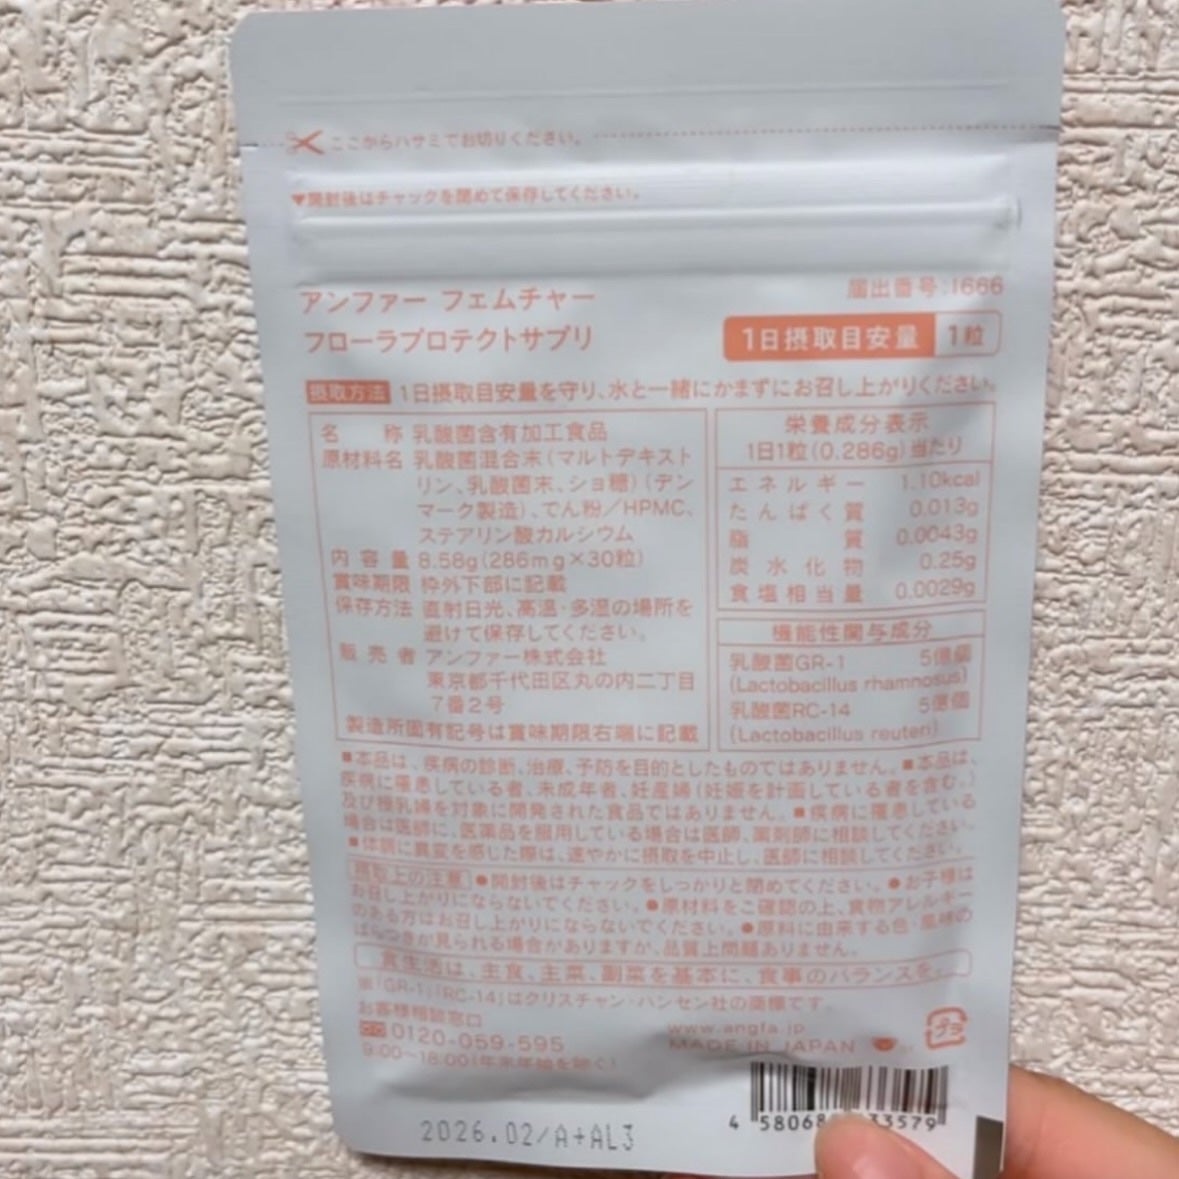 ここからハサミでお切りください。
▼開封後はチャックを閉めて保存してください。
アンファー フェムチャー
フローラプロテクトサプリ
届出番号:I666
1日摂取目安量 1粒
摂取方法 1日摂取目安量を守り、水と一緒にかまずにお召し上がりください。
名称 乳酸菌含有加工食品
原材料名 乳酸菌混合末(マルトデキスト
リン、乳酸菌末、ショ糖)(デン
マーク製造)、でん粉/HPMC、
ステアリン酸カルシウム
内容量 8.58g(286mg×30粒)
賞味期限 枠外下部に記載
保存方法 直射日光、高温・多湿の場所を
避けて保存してください。
販売者 アンファー株式会社
東京都千代田区丸の内二丁目
7番2号
製造所固有記号は賞味期限右端に記載
栄養成分表示
1日1粒(0.286g)当たり
エネルギー 1.10kcal
たんぱく質 0.013g
脂質 0.0043g
炭水化物 0.25g
食塩相当量 0.0029g
機能性関与成分
乳酸菌GR-1 5億個
(Lactobacillus rhamnosus)
乳酸菌RC-14 5億個
(Lactobacillus reuteri)
■本品は、疾病の診断、治療、予防を目的としたものではありません。■本品は、
疾病に罹患している者、未成年者、妊産婦(妊娠を計画している者を含む。)
及び授乳婦を対象に開発された食品ではありません。■疾病に罹患している
場合は医師に、医薬品を服用している場合は医師、薬剤師に相談してください。
■体調に異変を感じた際は、速やかに摂取を中止し、医師に相談してください。
摂取上の注意 ●開封後はチャックをしっかりと閉めてください。●お子様は
お召し上がりにならないでください。●原材料をご確認の上、食物アレルギー
のある方はお召し上がりにならないでください。●原料に由来する色・風味の
ばらつきが見られる場合がありますが、品質上問題ありません。
食生活は、主食、主菜、副菜を基本に、食事のバランスを。
※「GR-1」「RC-14」はクリスチャン・ハンセン社の商標です。
お客様相談窓口
0120-059-595
9:00~18:00(年末年始を除く)
www.angfa.jp
MADE IN JAPAN
プラ
4 58068 33579
2026.02/A+AL3